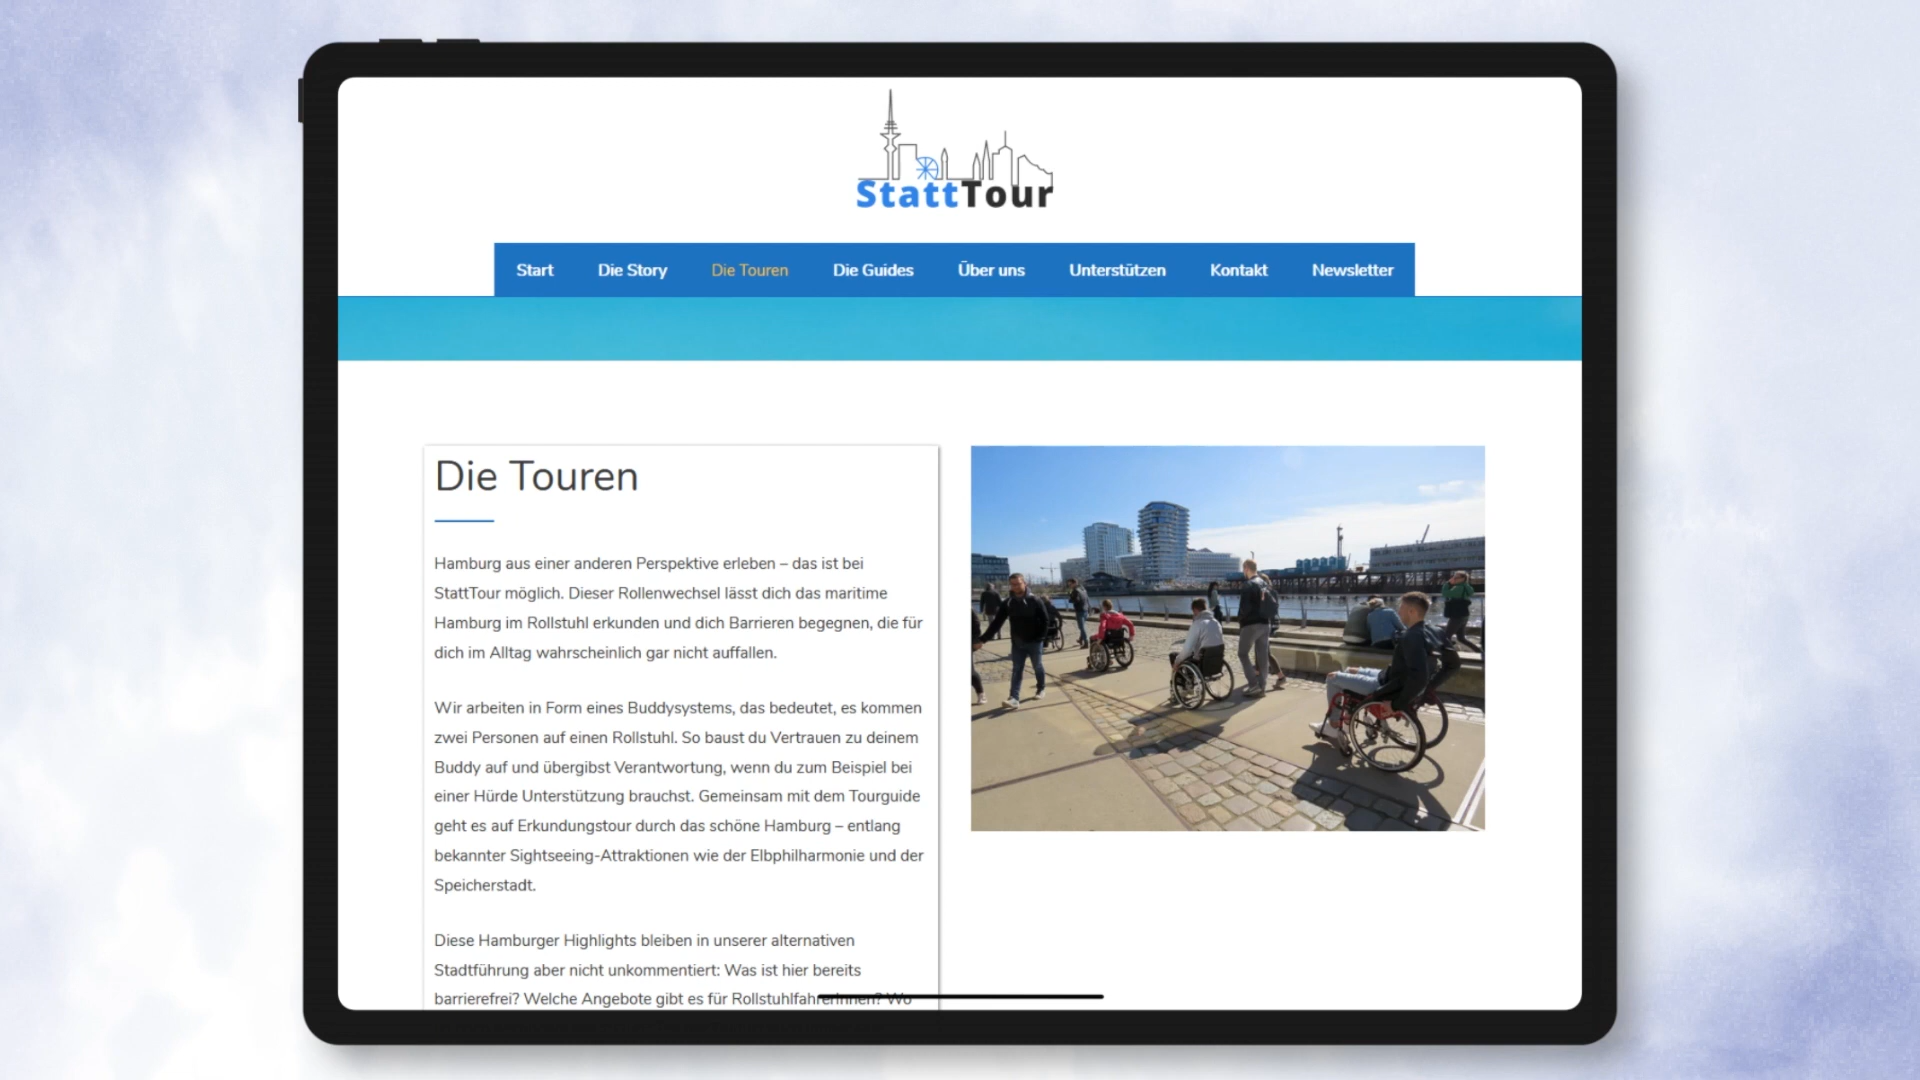 StattTour
Start Die Story Die Touren Die Guides Über uns Unterstützen Kontakt Newsletter
Die Touren
Hamburg aus einer anderen Perspektive erleben – das ist bei
StattTour möglich. Dieser Rollenwechsel lässt dich das maritime
Hamburg im Rollstuhl erkunden und dich Barrieren begegnen, die für
dich im Alltag wahrscheinlich gar nicht auffallen.
Wir arbeiten in Form eines Buddysystems, das bedeutet, es kommen
zwei Personen auf einen Rollstuhl. So baust du Vertrauen zu deinem
Buddy auf und übergibst Verantwortung, wenn du zum Beispiel bei
einer Hürde Unterstützung brauchst. Gemeinsam mit dem Tourguide
geht es auf Erkundungstour durch das schöne Hamburg – entlang
bekannter Sightseeing-Attraktionen wie der Elbphilharmonie und der
Speicherstadt.
Diese Hamburger Highlights bleiben in unserer alternativen
Stadtführung aber nicht unkommentiert: Was ist hier bereits
barrierefrei? Welche Angebote gibt es für RollstuhlfahrerInnen? Wo